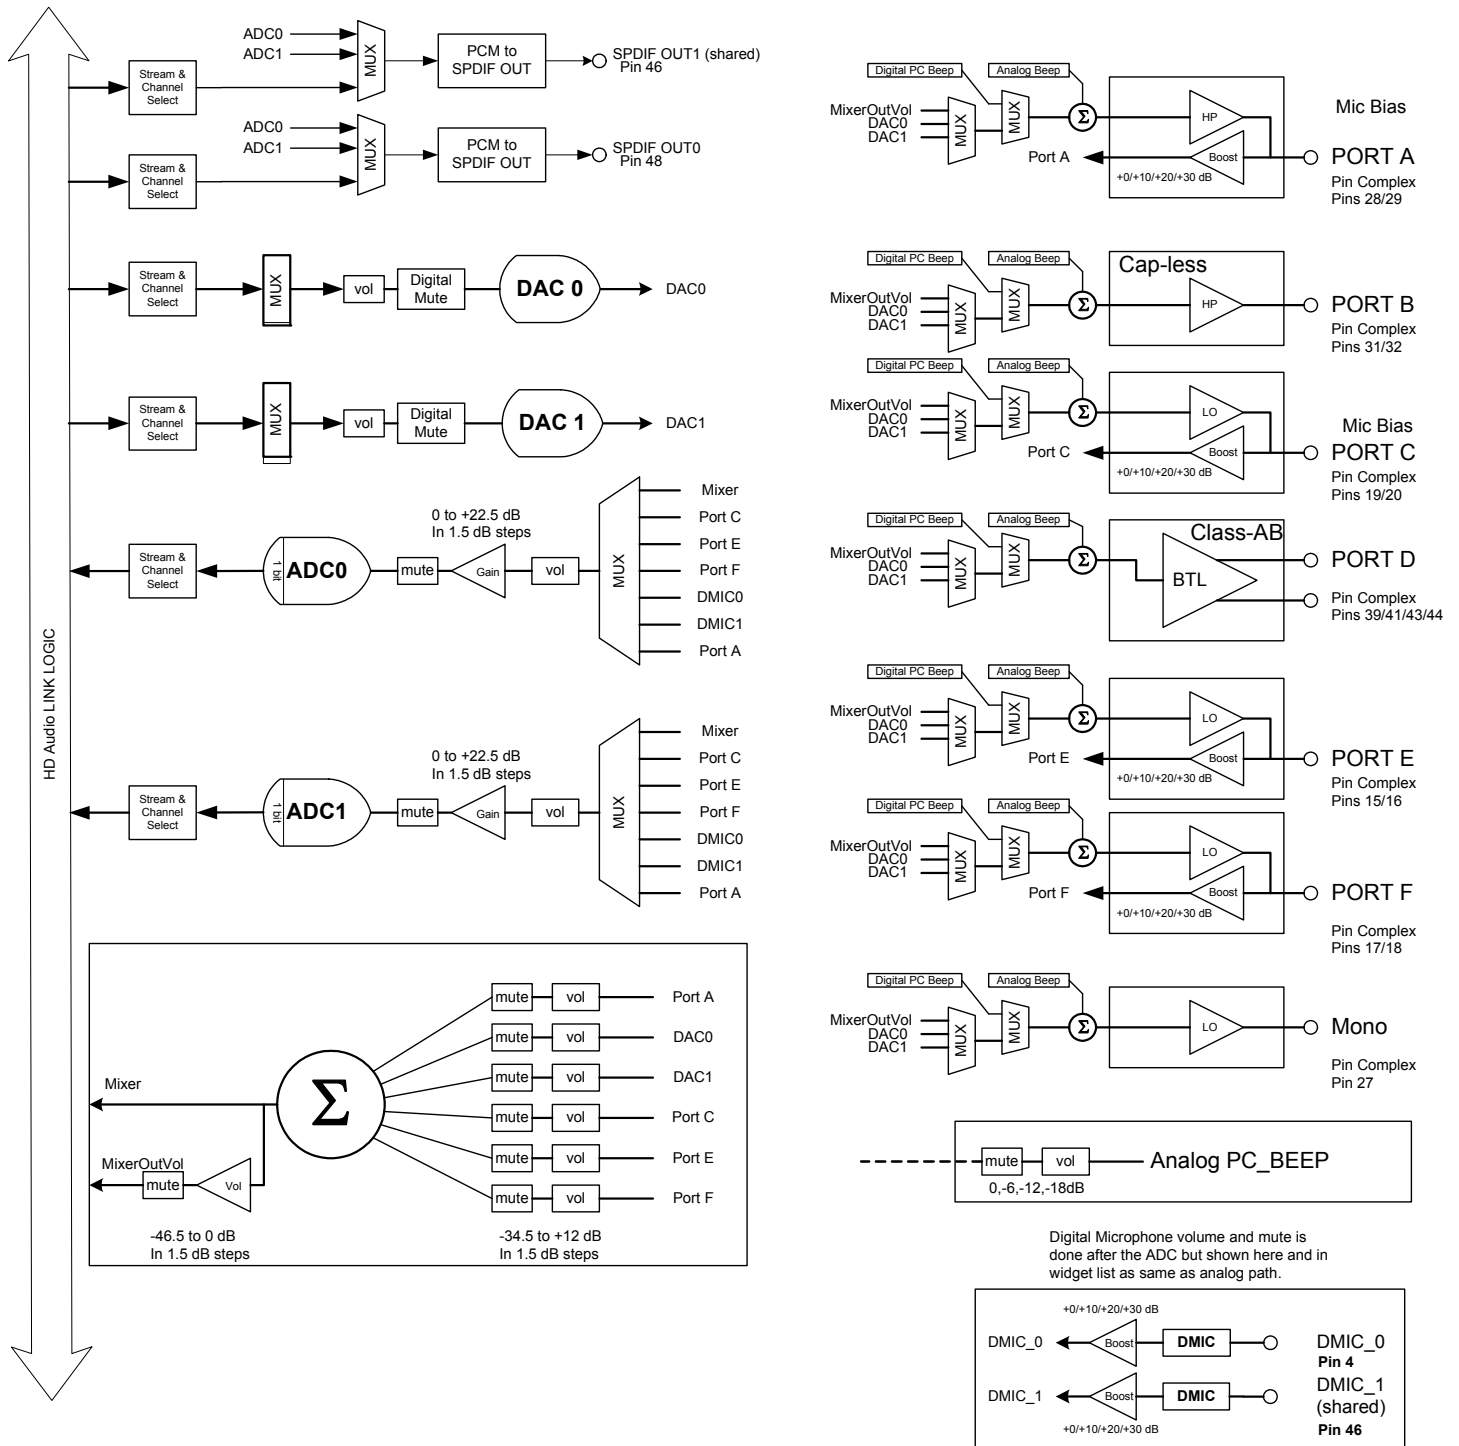 HD Audio LINK LOGIC
Stream &
Channel
Select
ADC0
ADC1
MUX
PCM to
SPDIF OUT
SPDIF OUT1 (shared)
Pin 46
Stream &
Channel
Select
ADC0
ADC1
MUX
PCM to
SPDIF OUT
SPDIF OUT0
Pin 48
Stream &
Channel
Select
MUX
vol
Digital
Mute
DAC 0
DAC0
Stream &
Channel
Select
MUX
vol
Digital
Mute
DAC 1
DAC1
Stream &
Channel
Select
1 bit
ADC0
mute
0 to +22.5 dB
In 1.5 dB steps
Gain
vol
MUX
Mixer
Port C
Port E
Port F
DMIC0
DMIC1
Port A
Stream &
Channel
Select
1 bit
ADC1
mute
0 to +22.5 dB
In 1.5 dB steps
Gain
vol
MUX
Mixer
Port C
Port E
Port F
DMIC0
DMIC1
Port A
Mixer
MixerOutVol
mute
Vol
-46.5 to 0 dB
In 1.5 dB steps
Σ
mute vol Port A
mute vol DAC0
mute vol DAC1
mute vol Port C
mute vol Port E
mute vol Port F
-34.5 to +12 dB
In 1.5 dB steps
Digital PC Beep
Analog Beep
MixerOutVol
DAC0
DAC1
MUX
MUX
Σ
HP
Boost
Port A
+0/+10/+20/+30 dB
Mic Bias
PORT A
Pin Complex
Pins 28/29
Digital PC Beep
Analog Beep
MixerOutVol
DAC0
DAC1
MUX
MUX
Σ
Cap-less
HP
PORT B
Pin Complex
Pins 31/32
Digital PC Beep
Analog Beep
MixerOutVol
DAC0
DAC1
MUX
MUX
Σ
LO
Boost
Port C
+0/+10/+20/+30 dB
Mic Bias
PORT C
Pin Complex
Pins 19/20
Digital PC Beep
Analog Beep
MixerOutVol
DAC0
DAC1
MUX
MUX
Σ
Class-AB
BTL
PORT D
Pin Complex
Pins 39/41/43/44
Digital PC Beep
Analog Beep
MixerOutVol
DAC0
DAC1
MUX
MUX
Σ
LO
Boost
Port E
+0/+10/+20/+30 dB
PORT E
Pin Complex
Pins 15/16
Digital PC Beep
Analog Beep
MixerOutVol
DAC0
DAC1
MUX
MUX
Σ
LO
Boost
Port F
+0/+10/+20/+30 dB
PORT F
Pin Complex
Pins 17/18
Digital PC Beep
Analog Beep
MixerOutVol
DAC0
DAC1
MUX
MUX
Σ
LO
Mono
Pin Complex
Pin 27
mute vol Analog PC_BEEP
0,-6,-12,-18dB
Digital Microphone volume and mute is
done after the ADC but shown here and in
widget list as same as analog path.
+0/+10/+20/+30 dB
DMIC_0 Boost DMIC DMIC_0
Pin 4
DMIC_1 Boost DMIC DMIC_1
(shared)
+0/+10/+20/+30 dB
Pin 46